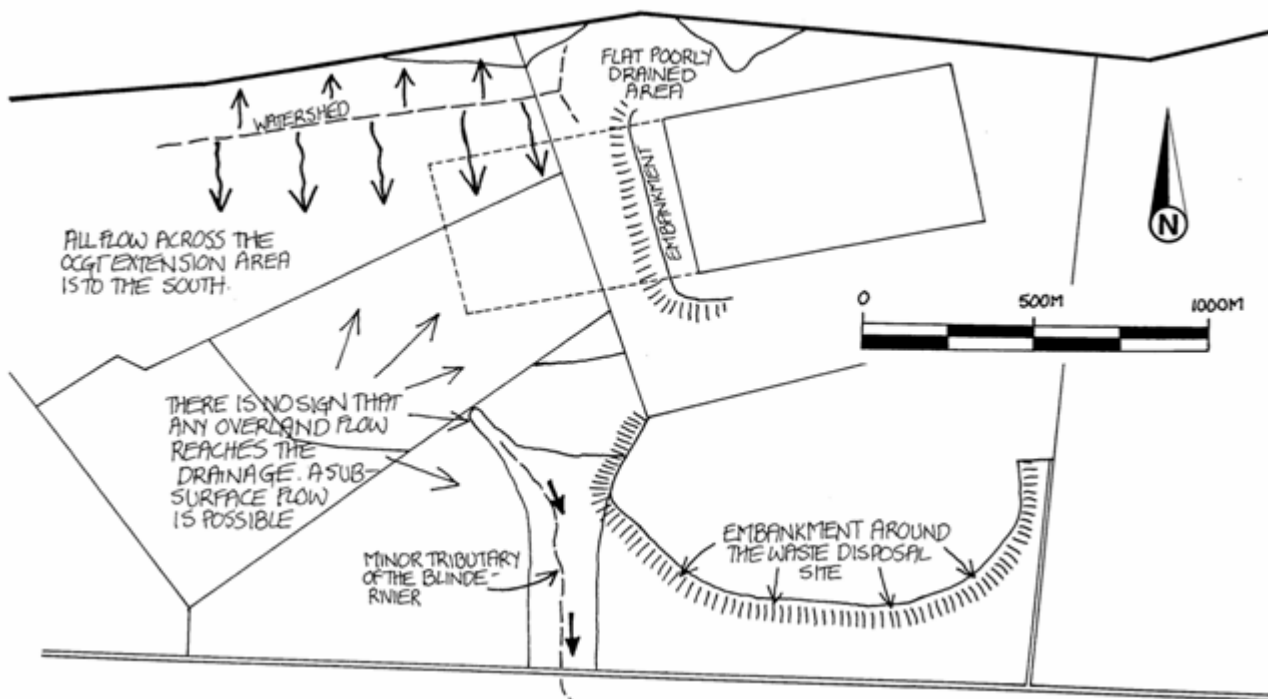 FLAT POORLY
DRAINED
AREA
WATERSHED
EMBANKMENT
N
ALL FLOW ACROSS THE
OCGT EXTENSION AREA
IS TO THE SOUTH.
0
500M
1000M
THERE IS NO SIGN THAT
ANY OVERLAND FLOW
REACHES THE
DRAINAGE. A SUB-
SURFACE FLOW
IS POSSIBLE
EMBANKMENT AROUND
THE WASTE DISPOSAL
SITE
MINOR TRIBUTARY
OF THE BLINDE-
RIVIER